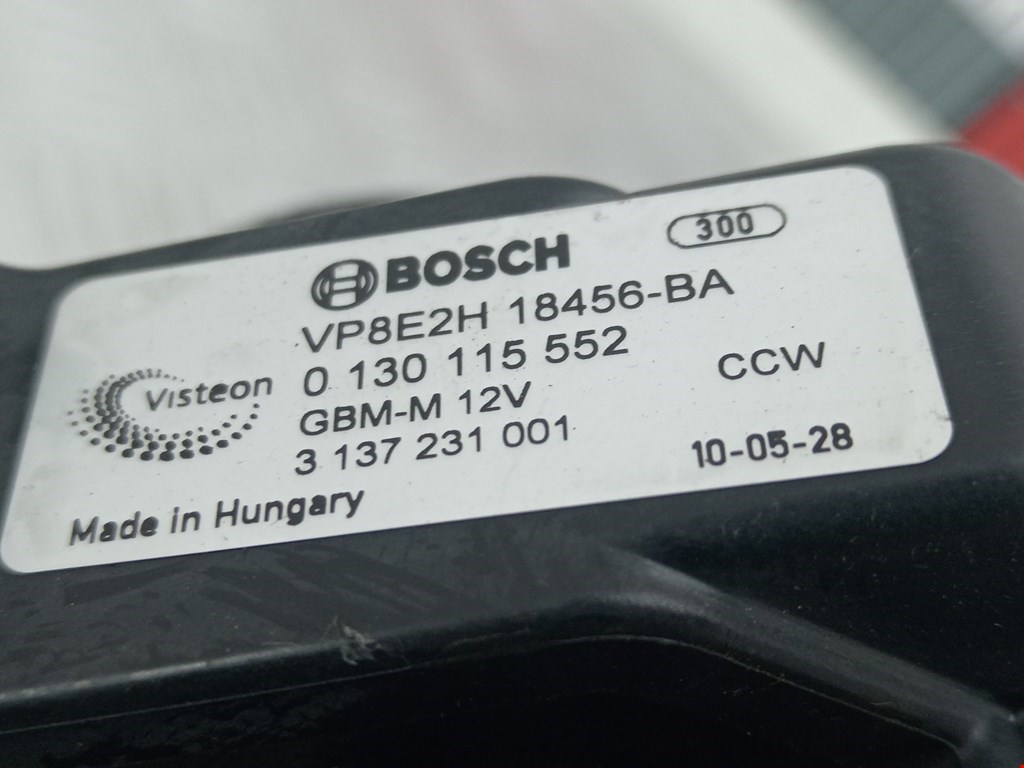 BOSCH
300
VP8E2H 18456-BA
0 130 115 552
CCW
Visteon
GBM-M 12V
3 137 231 001
10-05-28
Made in Hungary